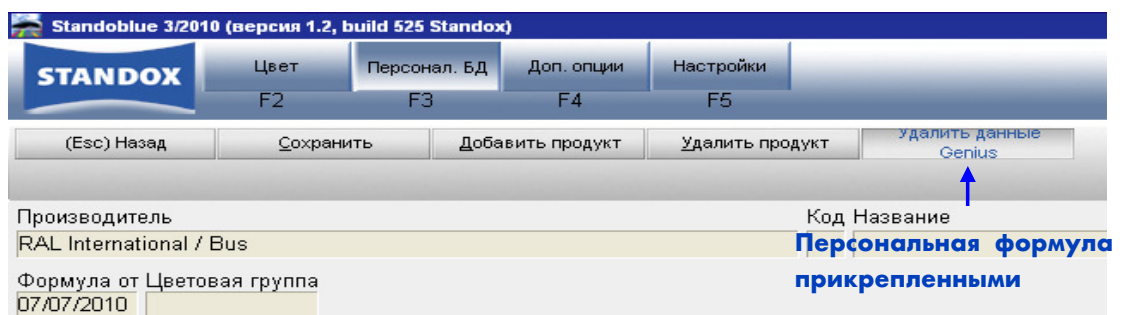 Standoblue 3/2010 (версия 1.2, build 525 Standox)
STANDOX
Цвет Персонал. БД Доп. опции Настройки
F2 F3 F4 F5
(Esc) Назад Сохранить Добавить продукт Удалить продукт Удалить данные
Genius
Производитель Код Название
RAL International / Bus
Персональная формула
Формула от Цветовая группа
прикрепленными
07/07/2010